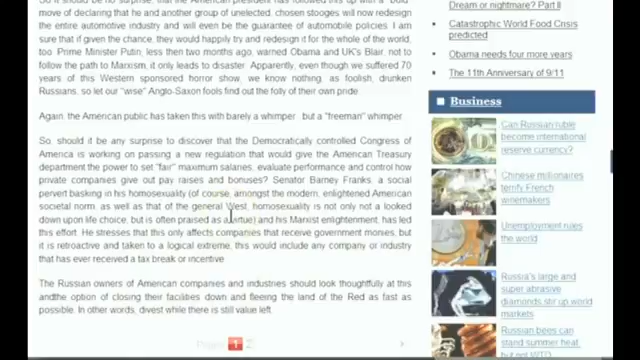 So it should be no surprise, that the American president has followed this up with a "bold"
move of declaring that he and another group of unelected, chosen stooges will now redesign
the entire automotive industry and will even be the guarantee of automobile policies. I am
sure that if given the chance, they would happily try and redesign it for the whole of the world,
too. Prime Minister Putin, less then two months ago, warned Obama and UK's Blair, not to
follow the path to Marxism, it only leads to disaster. Apparently, even though we suffered 70
years of this Western sponsored horror show, we know nothing, as foolish, drunken
Russians, so let our "wise" Anglo-Saxon fools find out the folly of their own pride
Again, the American public has taken this with barely a whimper...but a "freeman" whimper.
So, should it be any surprise to discover that the Democratically controlled Congress of
America is working on passing a new regulation that would give the American Treasury
department the power to set "fair" maximum salaries, evaluate performance and control how
private companies give out pay raises and bonuses? Senator Barney Franks, a social
pervert basking in his homosexuality (of course, amongst the modern, enlightened American
societal norm, as well as that of the general West, homosexuality is not only not a looked
down upon life choice, but is often praised as a virtue) and his Marxist enlightenment, has led
this effort. He stresses that this only affects companies that receive government monies, but
it is retroactive and taken to a logical extreme, this would include any company or industry
that has ever received a tax break or incentive
The Russian owners of American companies and industries should look thoughtfully at this
andthe option of closing their facilities down and fleeing the land of the Red as fast as
possible. In other words, divest while there is still value left
Pages: 1 2
Dream or nightmare? Part II
Catastrophic World Food Crisis
predicted
Obama needs four more years
The 11th Anniversary of 9/11
Business
Can Russian ruble
become international
reserve currency?
Chinese millionaires
terrify French
winemakers
Unemployment rules
the world
Russia's large and
super abrasive
diamonds stir up world
markets
Russian bees can
stand summer heat,
but not WTO